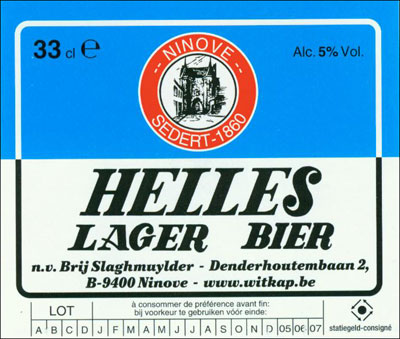 33 cl e
Alc. 5% Vol.
-- NINOVE --
SEDERT-1860
HELLES
LAGER BIER
n.v. Brij Slaghmuylder - Denderhoutembaan 2,
B-9400 Ninove - www.witkap.be
LOT
à consommer de préférence avant fin:
bij voorkeur te gebruiken vóór einde:
A B C D J F M A M J J A S O N D 05 06 07
statiegeld-consigné